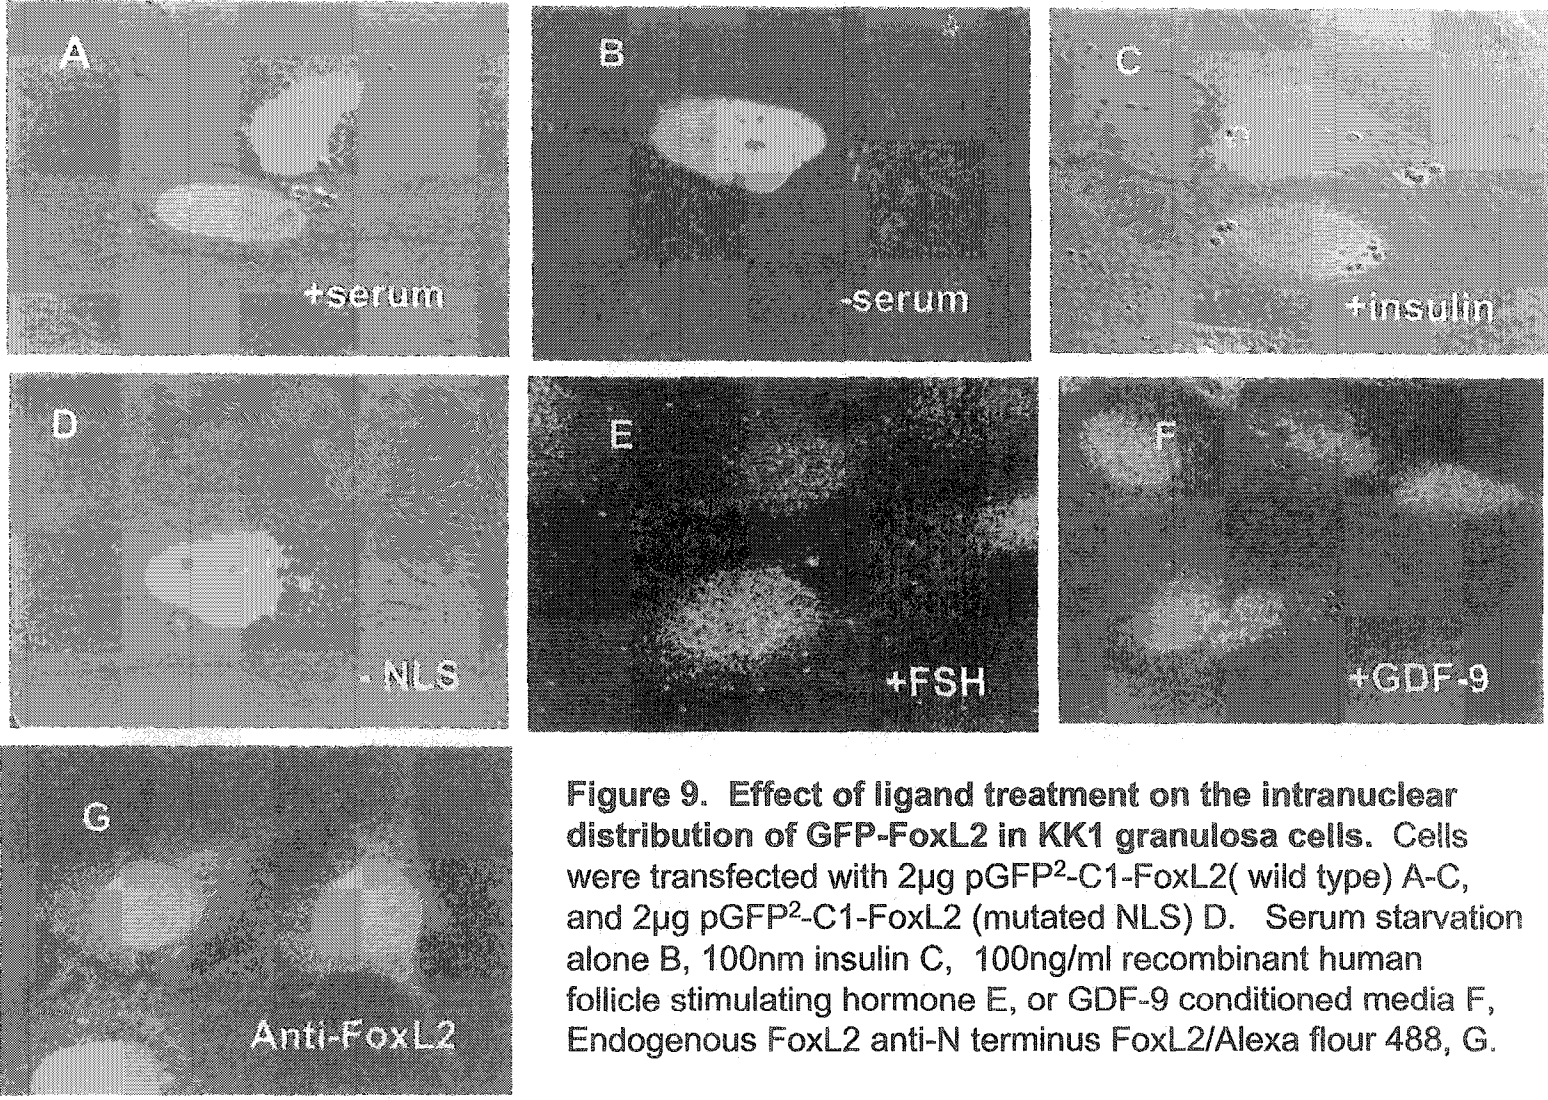 A
+serum
B
-serum
C
+insulin
D
- NLS
E
+FSH
F
+GDF-9
G
Anti-FoxL2
Figure 9. Effect of ligand treatment on the intranuclear
distribution of GFP-FoxL2 in KK1 granulosa cells. Cells
were transfected with 2µg pGFP²-C1-FoxL2( wild type) A-C,
and 2µg pGFP²-C1-FoxL2 (mutated NLS) D. Serum starvation
alone B, 100nm insulin C, 100ng/ml recombinant human
follicle stimulating hormone E, or GDF-9 conditioned media F,
Endogenous FoxL2 anti-N terminus FoxL2/Alexa flour 488, G.